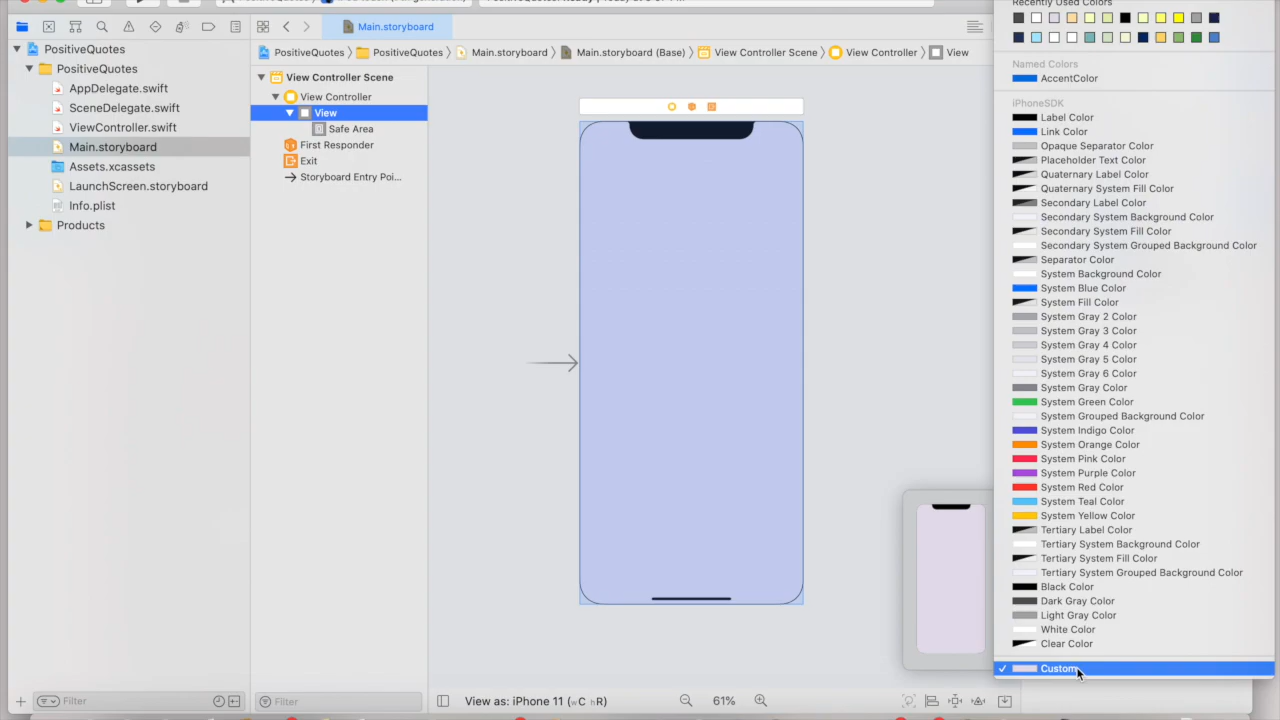 Recently Used Colors
Main.storyboard
PositiveQuotes
PositiveQuotes
Main.storyboard
Main.storyboard (Base)
View Controller Scene
View Controller
View
PositiveQuotes
PositiveQuotes
AppDelegate.swift
SceneDelegate.swift
ViewController.swift
Main.storyboard
Assets.xcassets
LaunchScreen.storyboard
Info.plist
Products
View Controller Scene
View Controller
View
Safe Area
First Responder
Exit
Storyboard Entry Poi...
Named Colors
AccentColor
iPhoneSDK
Label Color
Link Color
Opaque Separator Color
Placeholder Text Color
Quaternary Label Color
Quaternary System Fill Color
Secondary Label Color
Secondary System Background Color
Secondary System Fill Color
Secondary System Grouped Background Color
Separator Color
System Background Color
System Blue Color
System Fill Color
System Gray 2 Color
System Gray 3 Color
System Gray 4 Color
System Gray 5 Color
System Gray 6 Color
System Gray Color
System Green Color
System Grouped Background Color
System Indigo Color
System Orange Color
System Pink Color
System Purple Color
System Red Color
System Teal Color
System Yellow Color
Tertiary Label Color
Tertiary System Background Color
Tertiary System Fill Color
Tertiary System Grouped Background Color
Black Color
Dark Gray Color
Light Gray Color
White Color
Clear Color
Custom
Filter
Filter
View as: iPhone 11 (wC hR)
61%